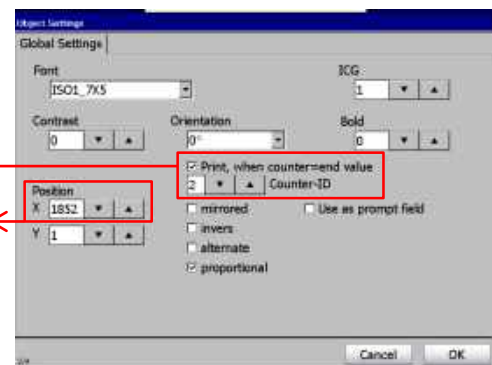 Object Settings
Global Settings
Font
ISO1_7X5
ICG
1
Contrast
0
Orientation
0°
Bold
0
Print, when counter=end value
2 Counter-ID
Position
X 1852
Y 1
mirrored
Use as prompt field
invers
alternate
proportional
Cancel
OK